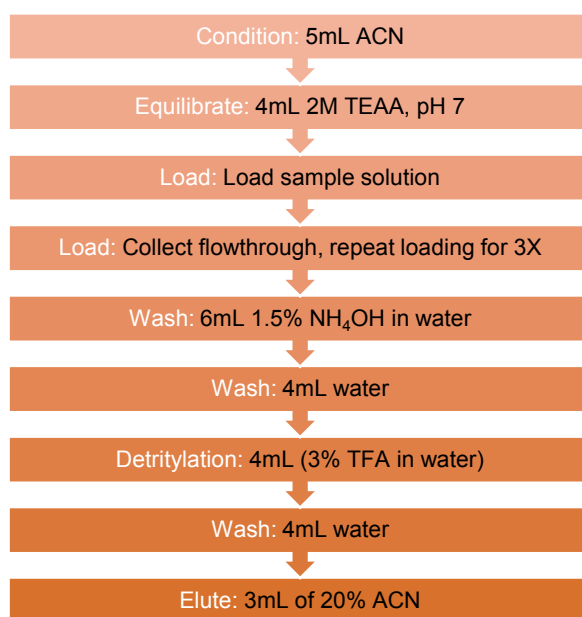 Condition: 5mL ACN
Equilibrate: 4mL 2M TEAA, pH 7
Load: Load sample solution
Load: Collect flowthrough, repeat loading for 3X
Wash: 6mL 1.5% NH₄OH in water
Wash: 4mL water
Detritylation: 4mL (3% TFA in water)
Wash: 4mL water
Elute: 3mL of 20% ACN